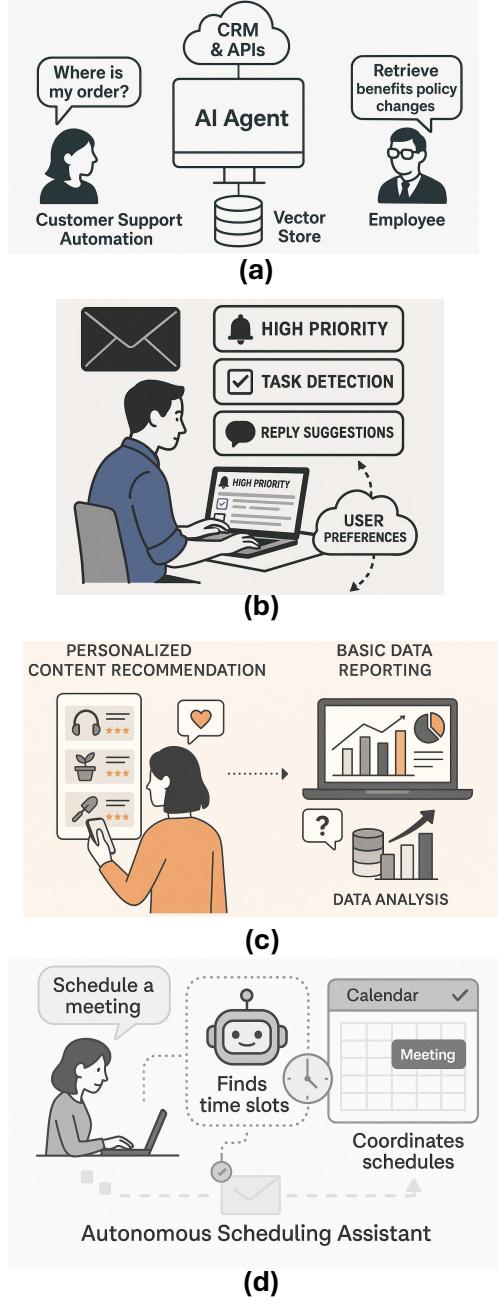 CRM
& APIs
Where is
my order?
Retrieve
benefits policy
changes
AI Agent
Customer Support
Automation
Vector
Store
Employee
(a)
HIGH PRIORITY
TASK DETECTION
REPLY SUGGESTIONS
HIGH PRIORITY
USER
PREFERENCES
(b)
PERSONALIZED
CONTENT RECOMMENDATION
BASIC DATA
REPORTING
?
DATA ANALYSIS
(c)
Schedule a
meeting
Finds
time slots
Calendar
Meeting
Coordinates
schedules
Autonomous Scheduling Assistant
(d)